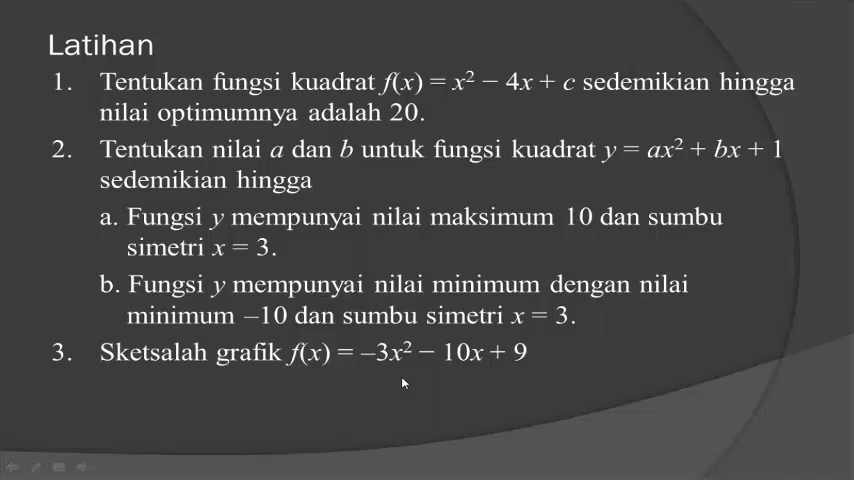 Latihan
1. Tentukan fungsi kuadrat f(x) = x² − 4x + c sedemikian hingga
nilai optimumnya adalah 20.
2. Tentukan nilai a dan b untuk fungsi kuadrat y = ax² + bx + 1
sedemikian hingga
a. Fungsi y mempunyai nilai maksimum 10 dan sumbu
simetri x = 3.
b. Fungsi y mempunyai nilai minimum dengan nilai
minimum –10 dan sumbu simetri x = 3.
3. Sketsalah grafik f(x) = –3x² − 10x + 9